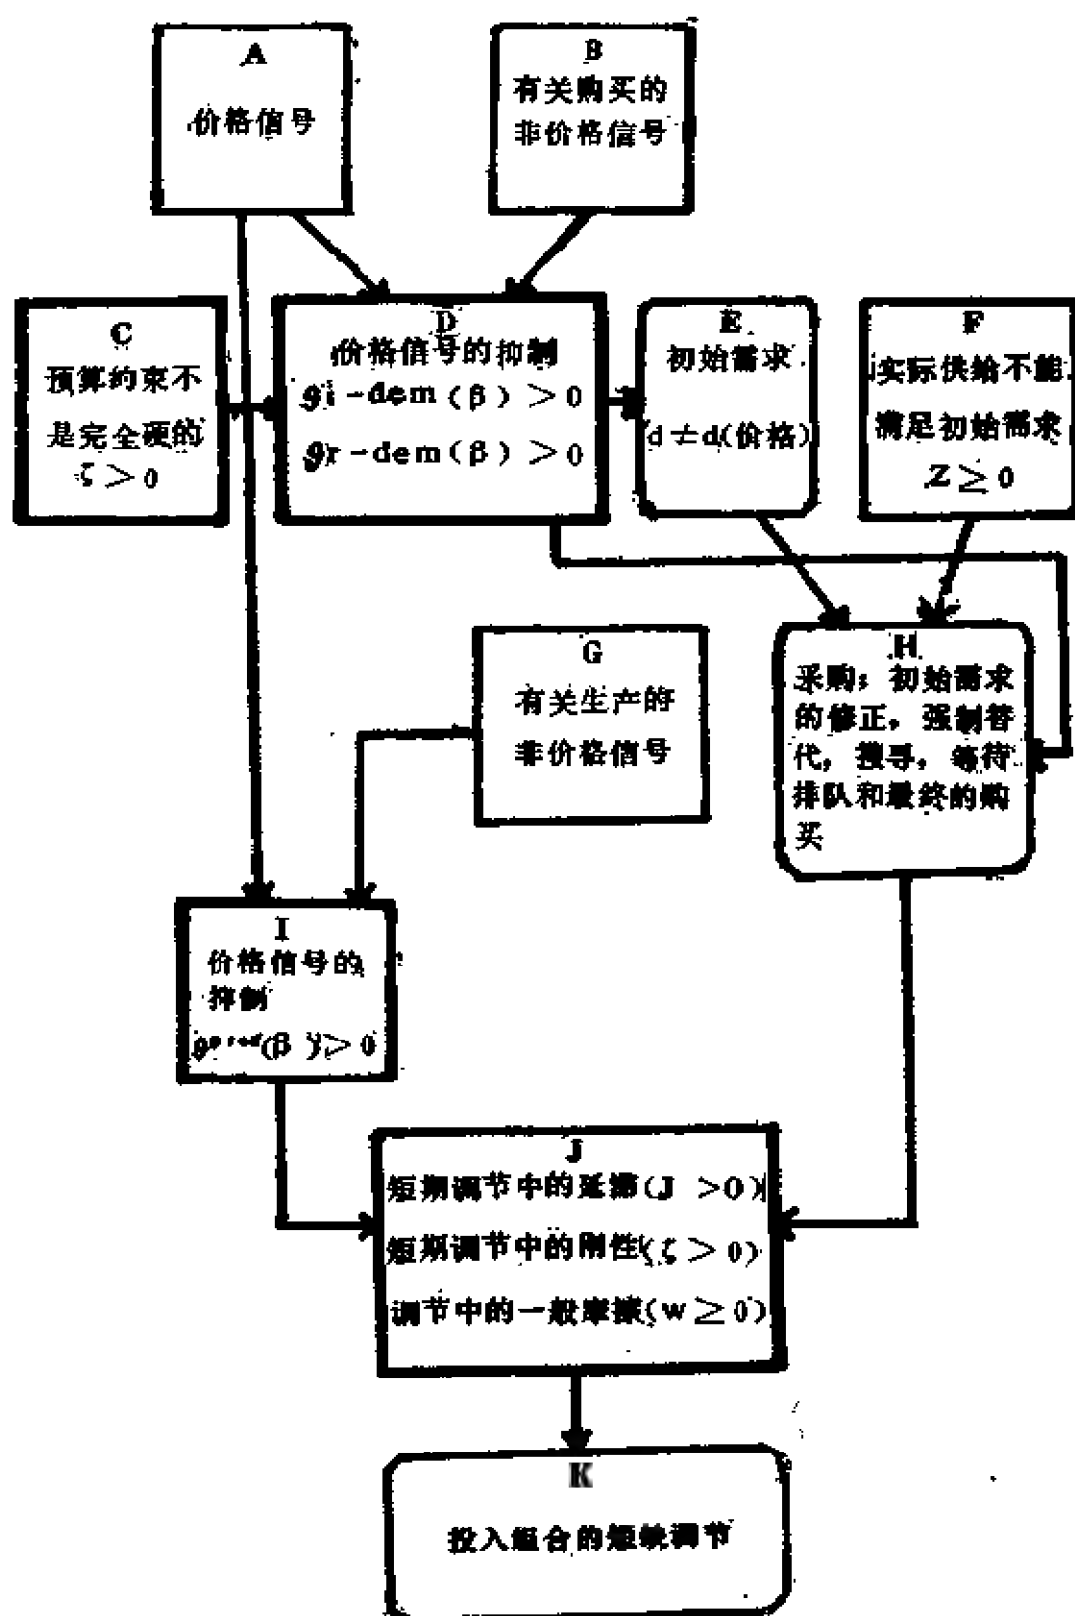 A
价格信号
B
有关购买的
非价格信号
C
预算约束不
是完全硬的
ζ>0
D
价格信号的抑制
ϑi-dem(β)>0
ϑr-dem(β)>0
E
初始需求
d≠d(价格)
F
实际供给不能
满足初始需求
Z≥0
G
有关生产的
非价格信号
H
采购：初始需求
的修正，强制替
代，搜寻，等待
排队和最终的购
买
I
价格信号的
抑制
(β)>0
J
短期调节中的延滞(J >0)
短期调节中的刚性(ζ>0)
调节中的一般摩擦(w≥0)
K
投入组合的短缺调节